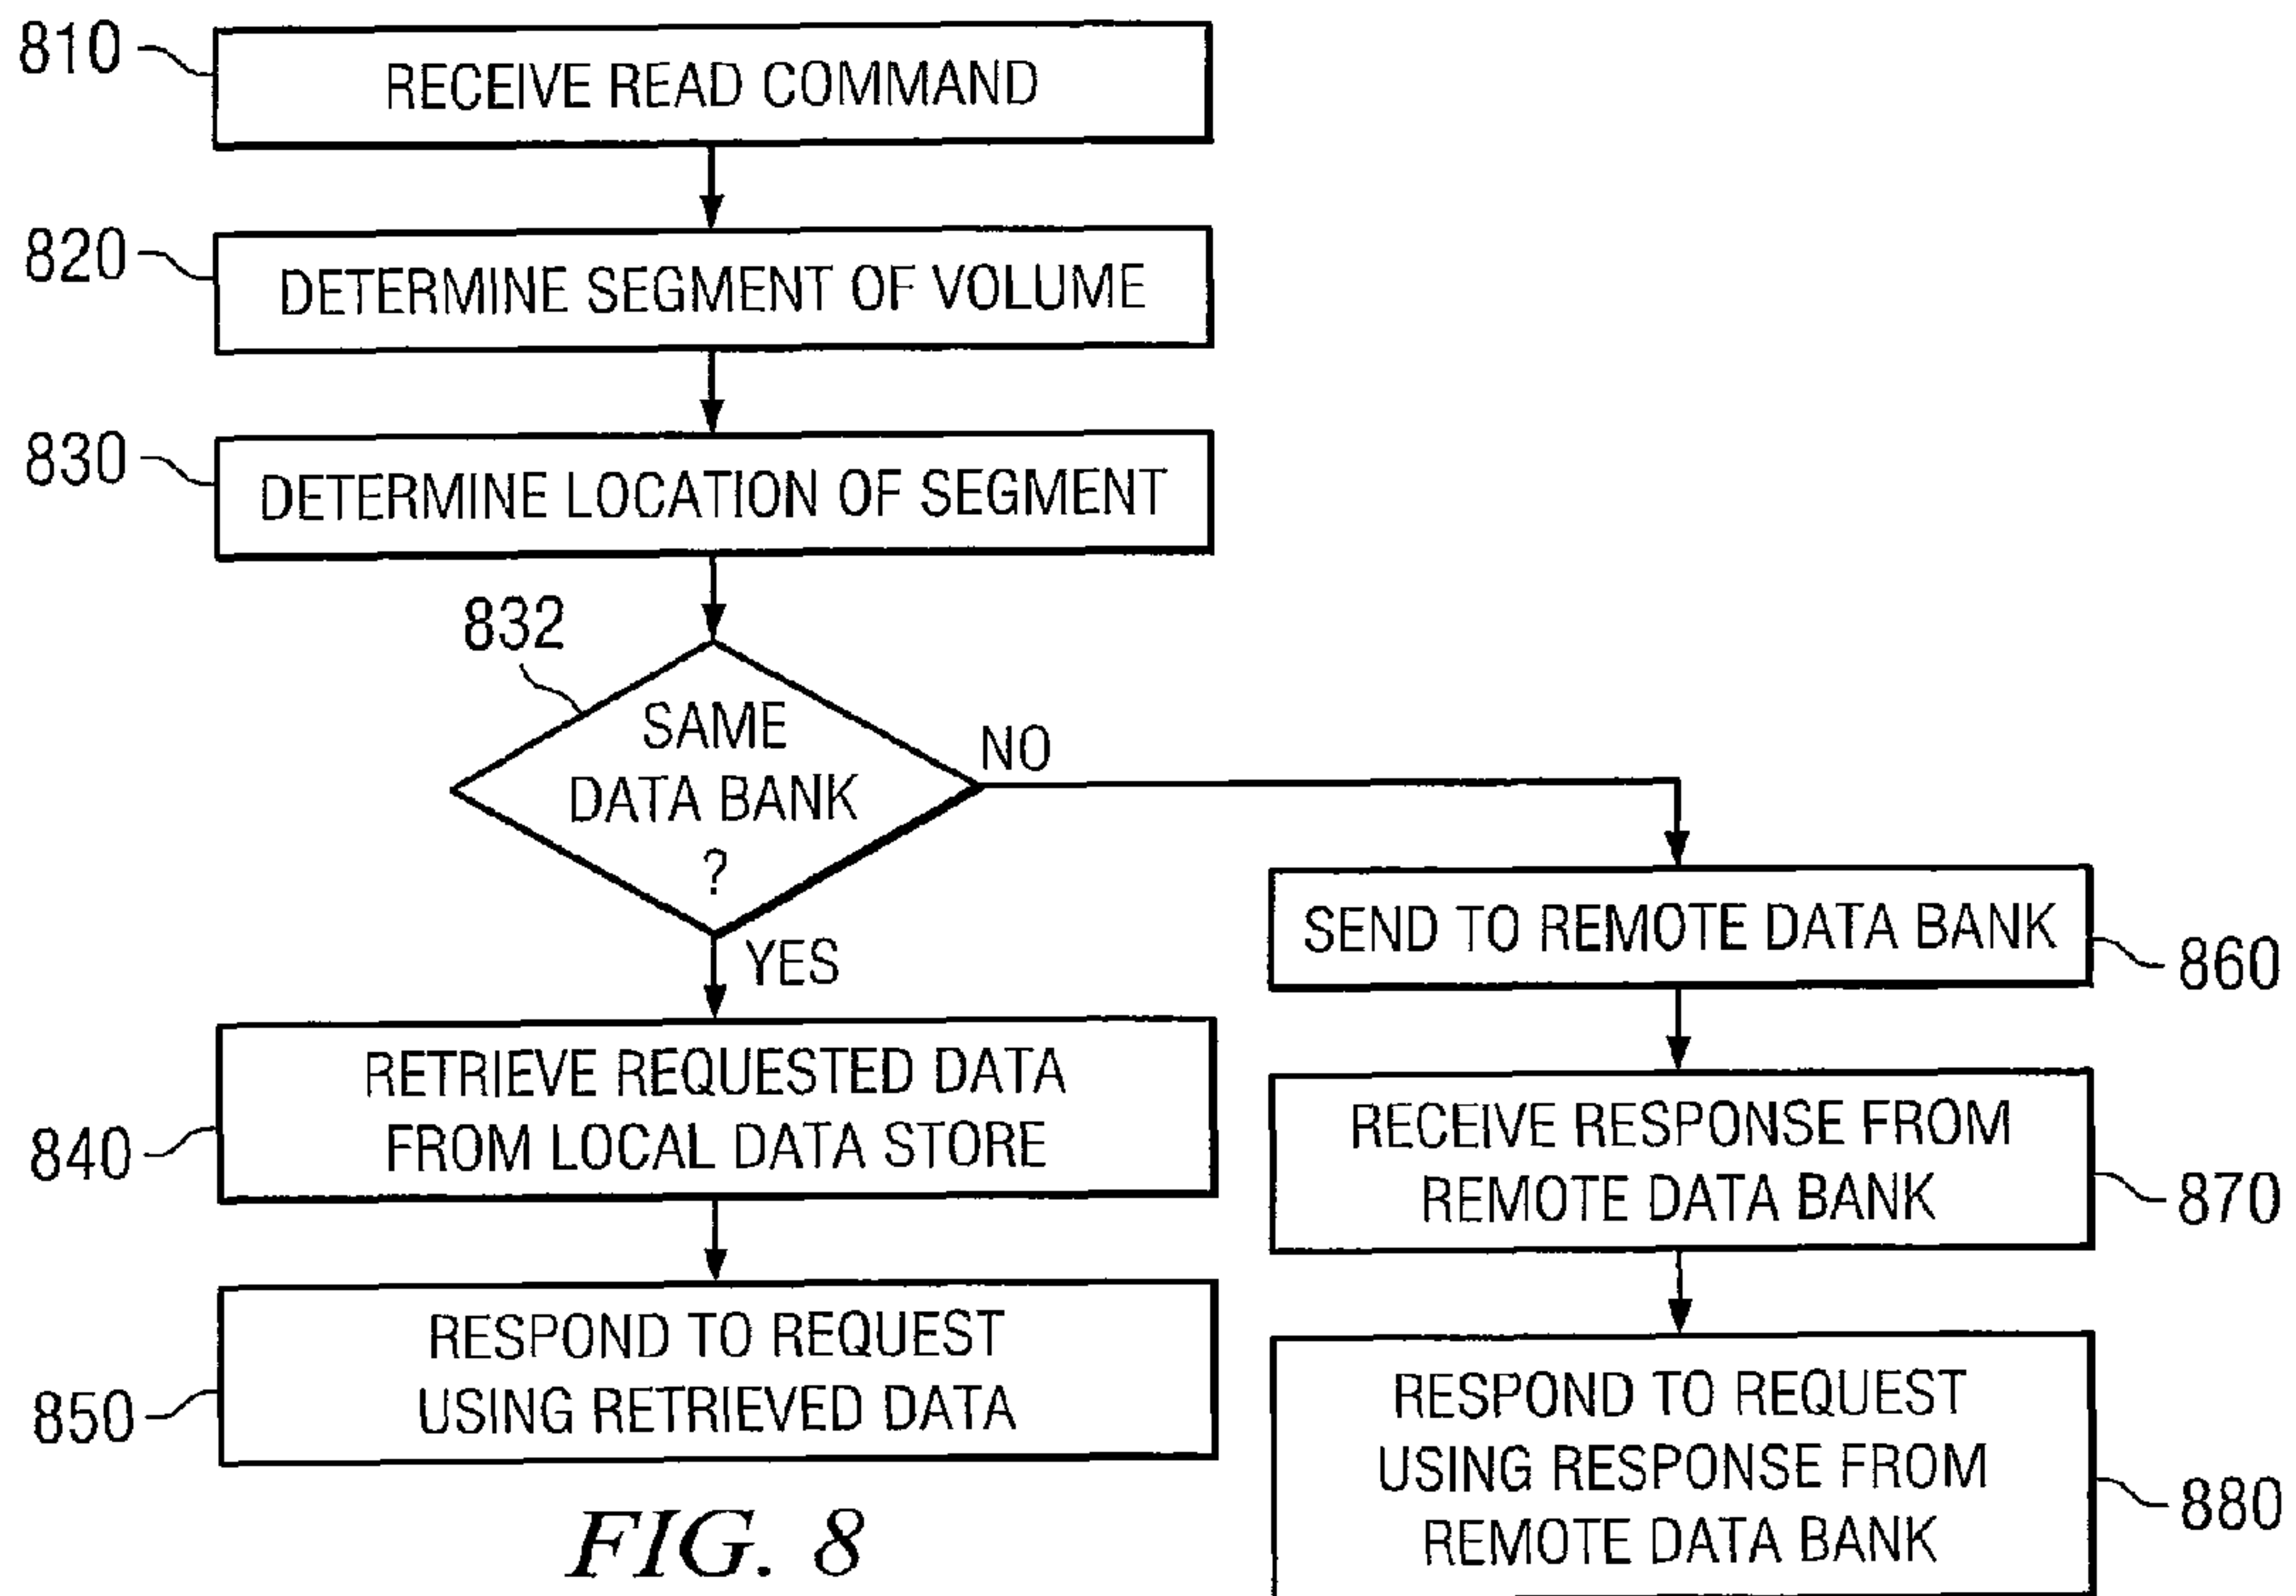 810
RECEIVE READ COMMAND
820
DETERMINE SEGMENT OF VOLUME
830
DETERMINE LOCATION OF SEGMENT
832
SAME
DATA BANK
?
NO
YES
840
RETRIEVE REQUESTED DATA
FROM LOCAL DATA STORE
850
RESPOND TO REQUEST
USING RETRIEVED DATA
SEND TO REMOTE DATA BANK
860
RECEIVE RESPONSE FROM
REMOTE DATA BANK
870
RESPOND TO REQUEST
USING RESPONSE FROM
REMOTE DATA BANK
880
FIG. 8